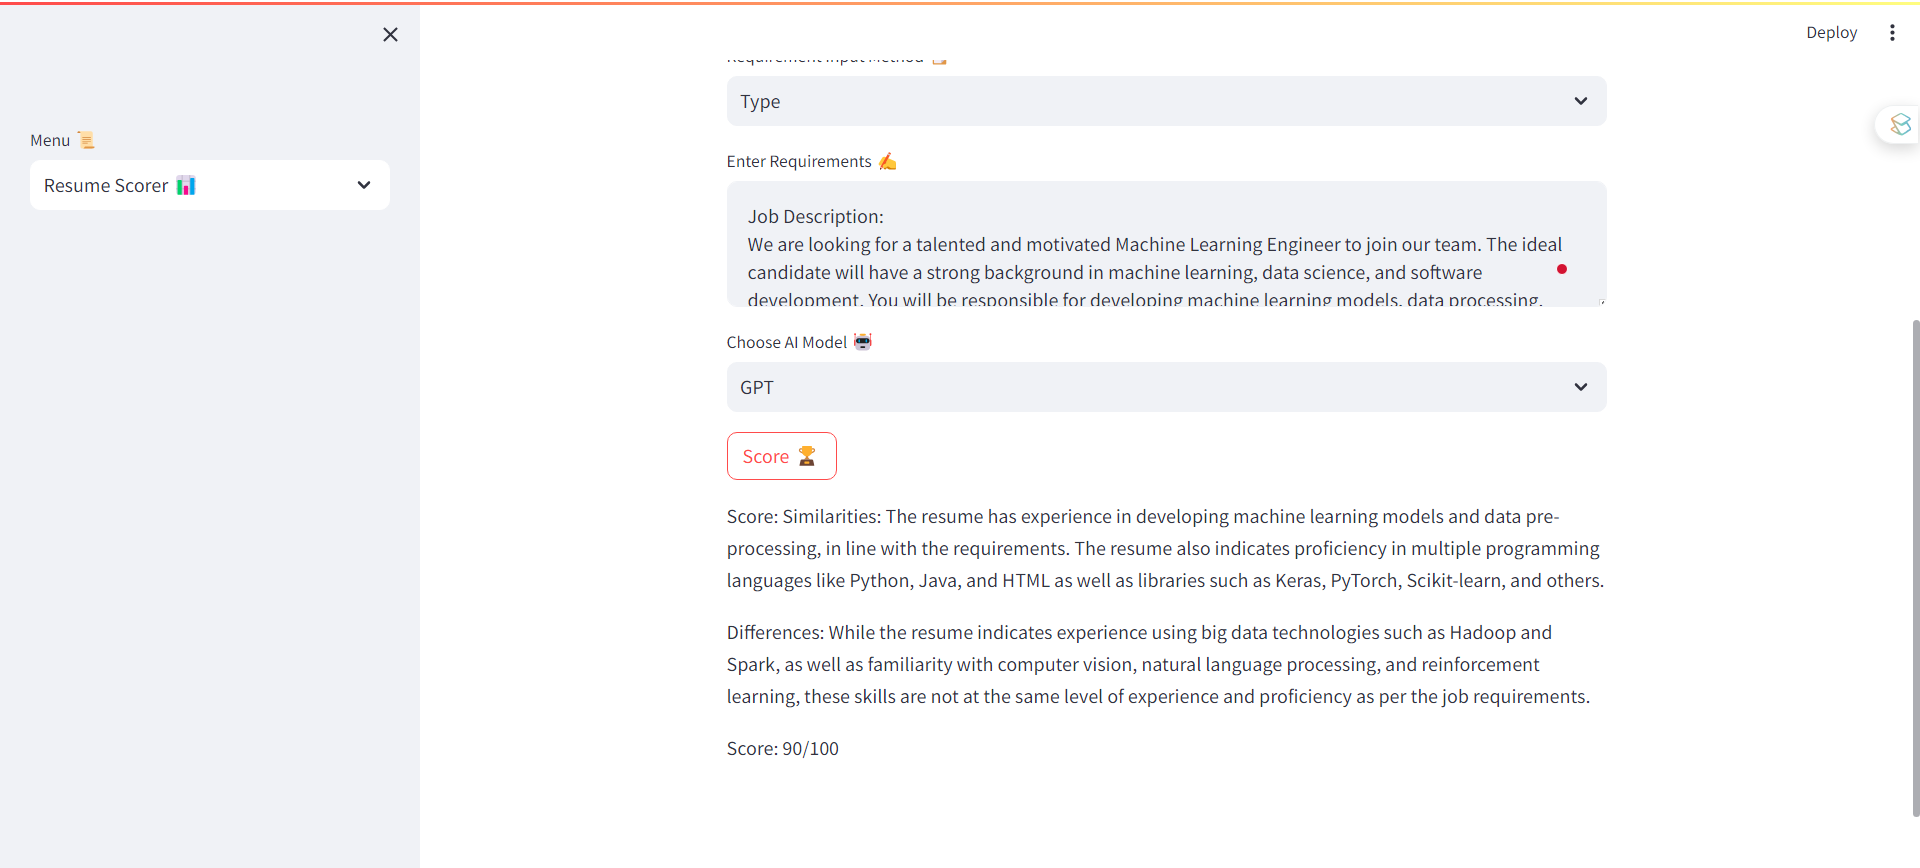 Deploy
Menu
Resume Scorer
Requirement Input Method
Type
Enter Requirements
Job Description:
We are looking for a talented and motivated Machine Learning Engineer to join our team. The ideal
candidate will have a strong background in machine learning, data science, and software
development. You will be responsible for developing machine learning models, data processing,
Choose AI Model
GPT
Score
Score: Similarities: The resume has experience in developing machine learning models and data pre-
processing, in line with the requirements. The resume also indicates proficiency in multiple programming
languages like Python, Java, and HTML as well as libraries such as Keras, PyTorch, Scikit-learn, and others.
Differences: While the resume indicates experience using big data technologies such as Hadoop and
Spark, as well as familiarity with computer vision, natural language processing, and reinforcement
learning, these skills are not at the same level of experience and proficiency as per the job requirements.
Score: 90/100